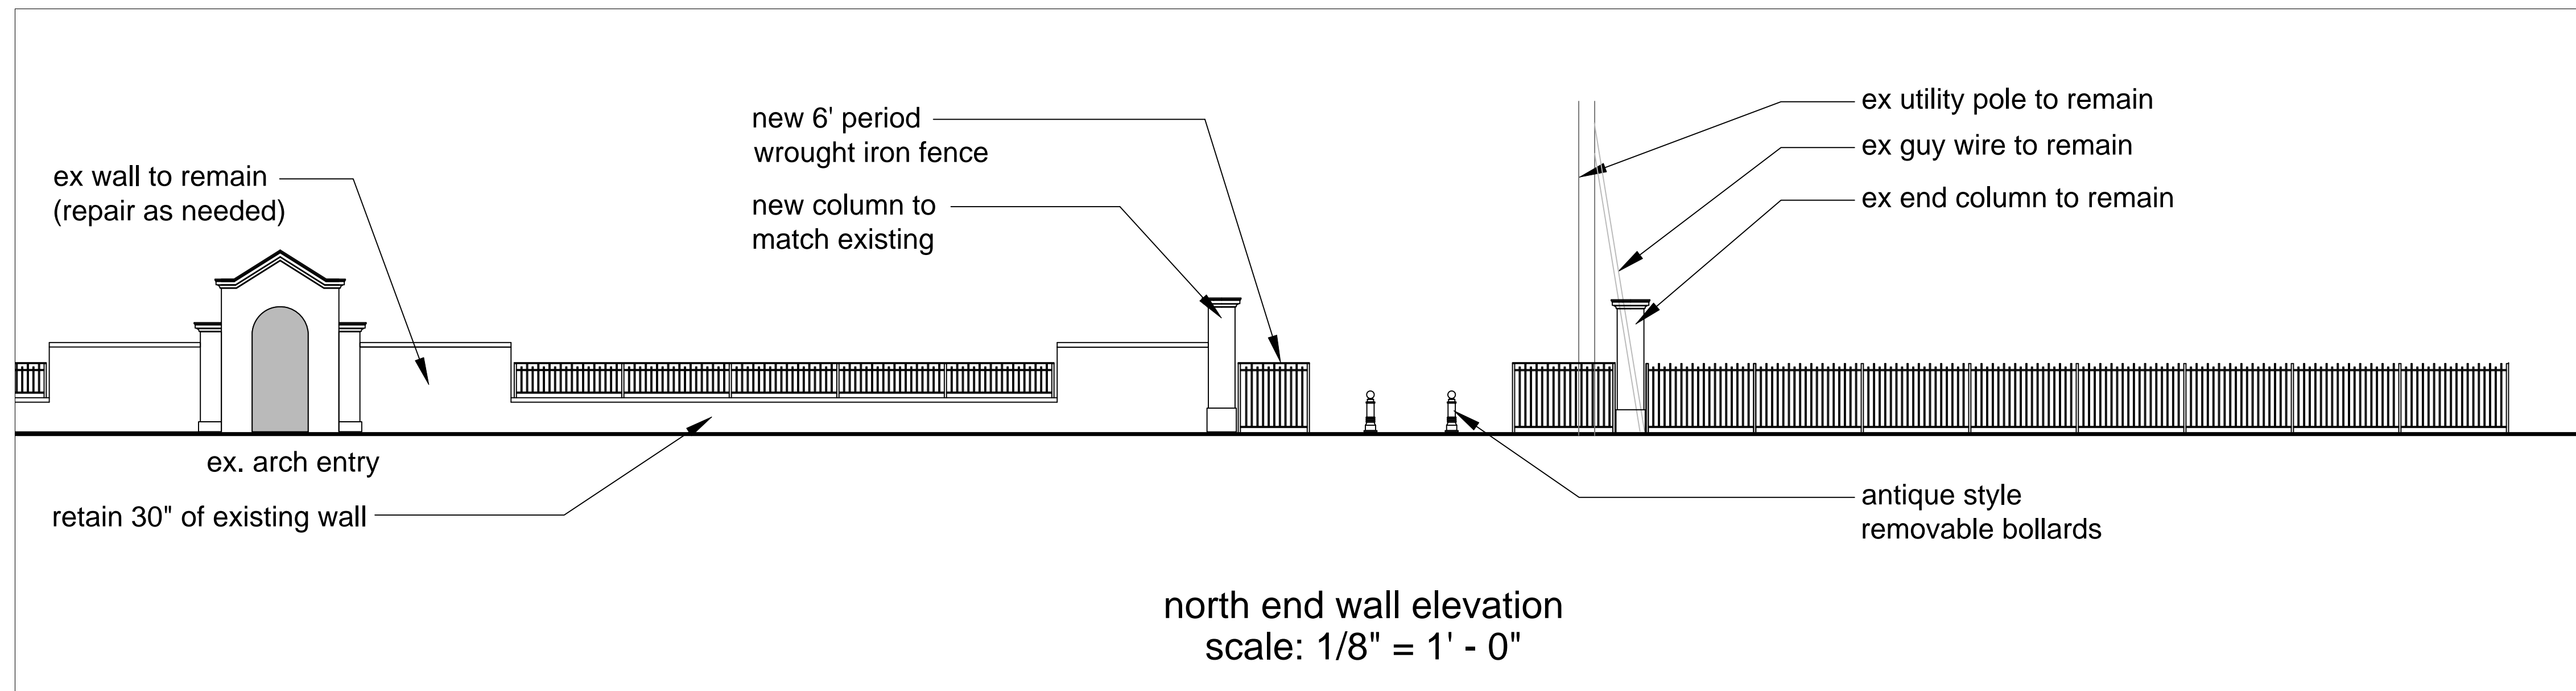 ex wall to remain
(repair as needed)
new 6' period
wrought iron fence
new column to
match existing
ex utility pole to remain
ex guy wire to remain
ex end column to remain
ex. arch entry
retain 30" of existing wall
antique style
removable bollards
north end wall elevation
scale: 1/8" = 1' - 0"